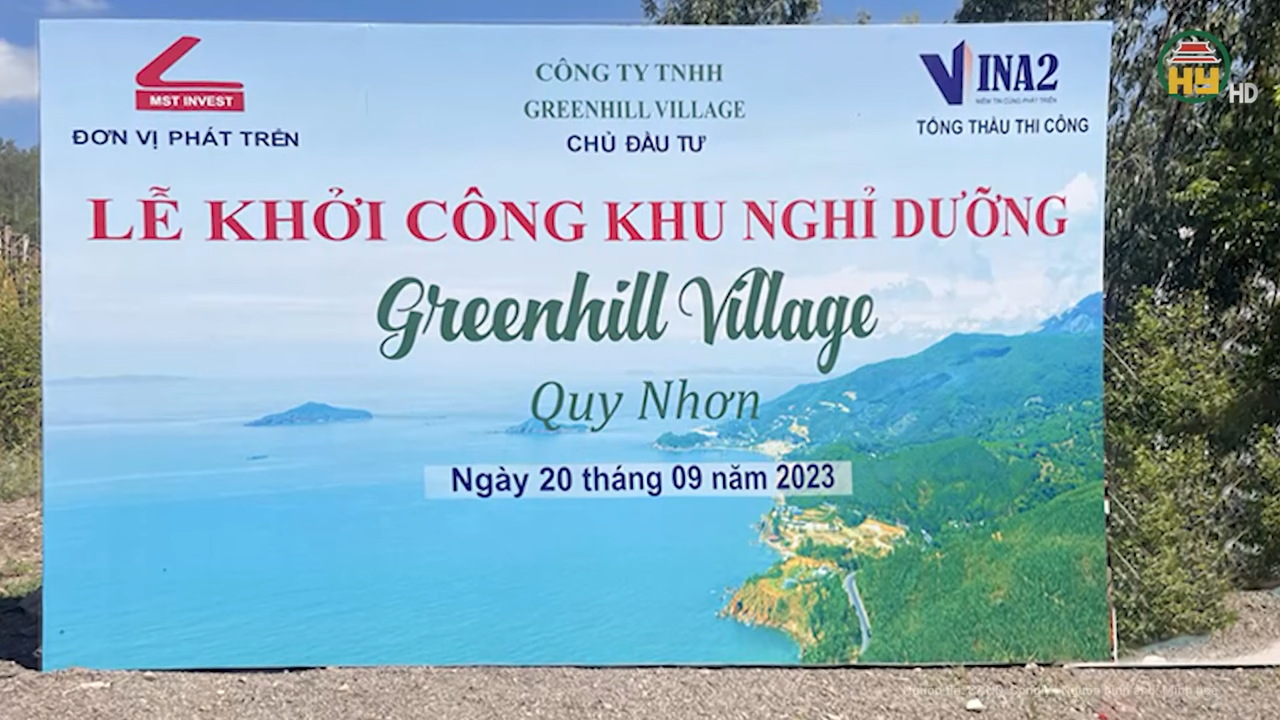 MST INVEST
ĐƠN VỊ PHÁT TRỂN
CÔNG TY TNHH
GREENHILL VILLAGE
CHỦ ĐẦU TƯ
VINA2
NIỀM TIN CÙNG PHÁT TRIỂN
TỔNG THẦU THI CÔNG
HY HD
LỄ KHỞI CÔNG KHU NGHỈ DƯỠNG
Greenhill Village
Quy Nhơn
Ngày 20 tháng 09 năm 2023